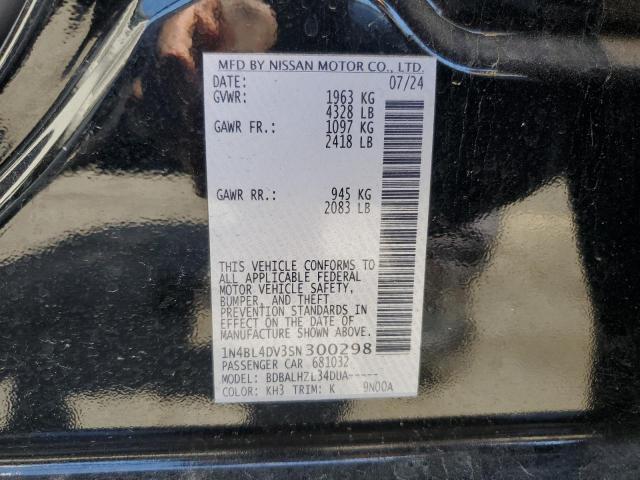 MFD BY NISSAN MOTOR CO., LTD.
DATE: 07/24
GVWR: 1963 KG
4328 LB
GAWR FR.: 1097 KG
2418 LB
GAWR RR.: 945 KG
2083 LB
THIS VEHICLE CONFORMS TO
ALL APPLICABLE FEDERAL
MOTOR VEHICLE SAFETY,
BUMPER, AND THEFT
PREVENTION STANDARDS IN
EFFECT ON THE DATE OF
MANUFACTURE SHOWN ABOVE.
1N4BL4DV3SN300298
PASSENGER CAR 681032
MODEL: BDBALHZL34DUA-----
COLOR: KH3 TRIM: K 9N00A